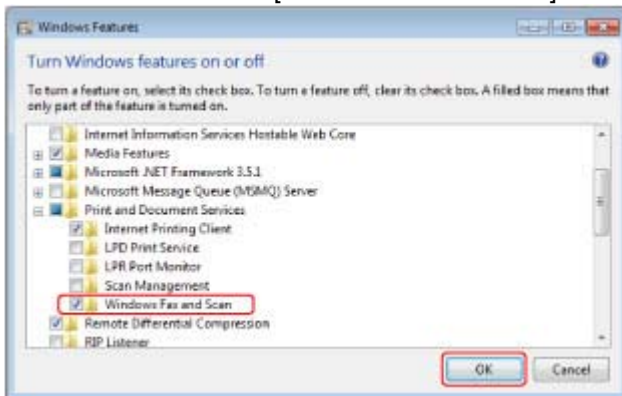 Windows Features
Turn Windows features on or off
To turn a feature on, select its check box. To turn a feature off, clear its check box. A filled box means that
only part of the feature is turned on.
Internet Information Services Hostable Web Core
Media Features
Microsoft .NET Framework 3.5.1
Microsoft Message Queue (MSMQ) Server
Print and Document Services
Internet Printing Client
LPD Print Service
LPR Port Monitor
Scan Management
Windows Fax and Scan
Remote Differential Compression
RIP Listener
OK
Cancel